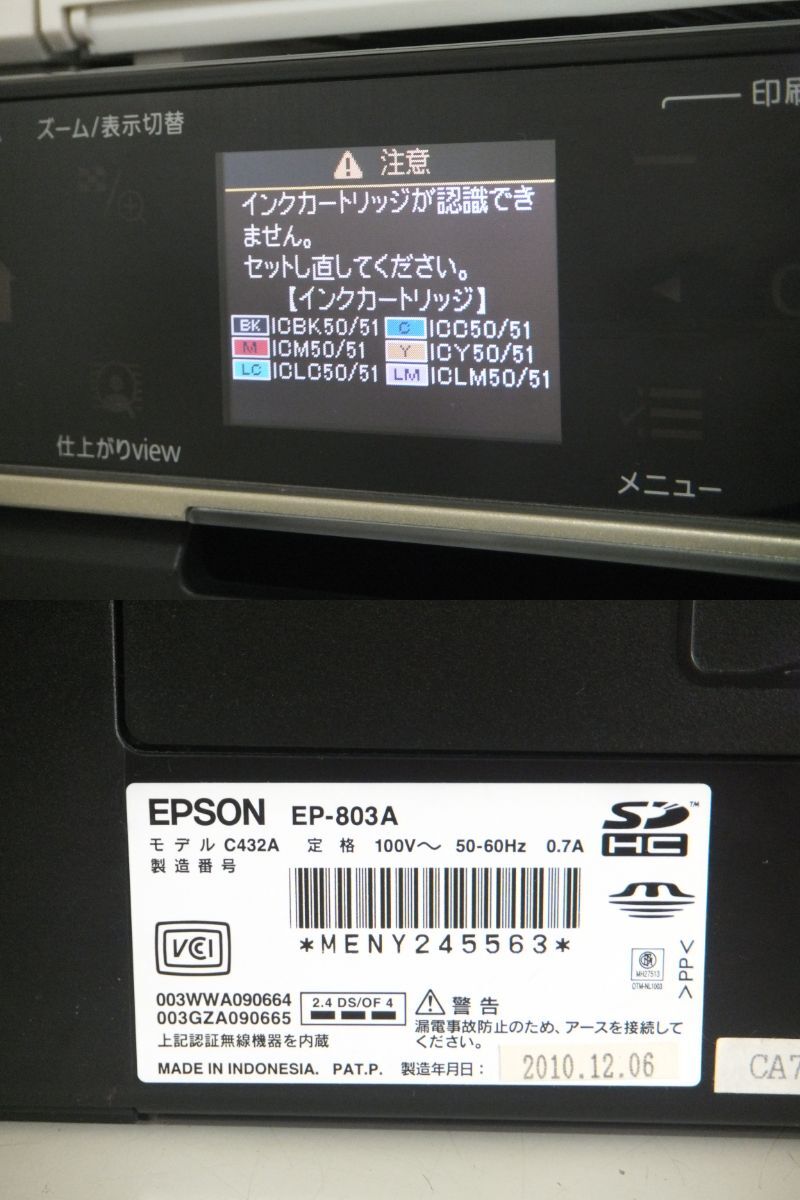 ズーム/表示切替
印刷
注意
インクカートリッジが認識でき
ません。
セットし直してください。
【インクカートリッジ】
BK ICBK50/51 C ICC50/51
M ICM50/51 Y ICY50/51
LC ICLC50/51 LM ICLM50/51
仕上がりview
メニュー
EPSON EP-803A
モデル C432A 定格 100V～ 50-60Hz 0.7A
製造番号
SD HC ™
*MENY245563*
VCI
MH27513
DTM-NL1003
>PP<
003WWA090664
003GZA090665
2.4 DS/OF 4
上記認証無線機器を内蔵
警告
漏電事故防止のため、アースを接続して
ください。
MADE IN INDONESIA. PAT.P. 製造年月日： 2010.12.06
CA7